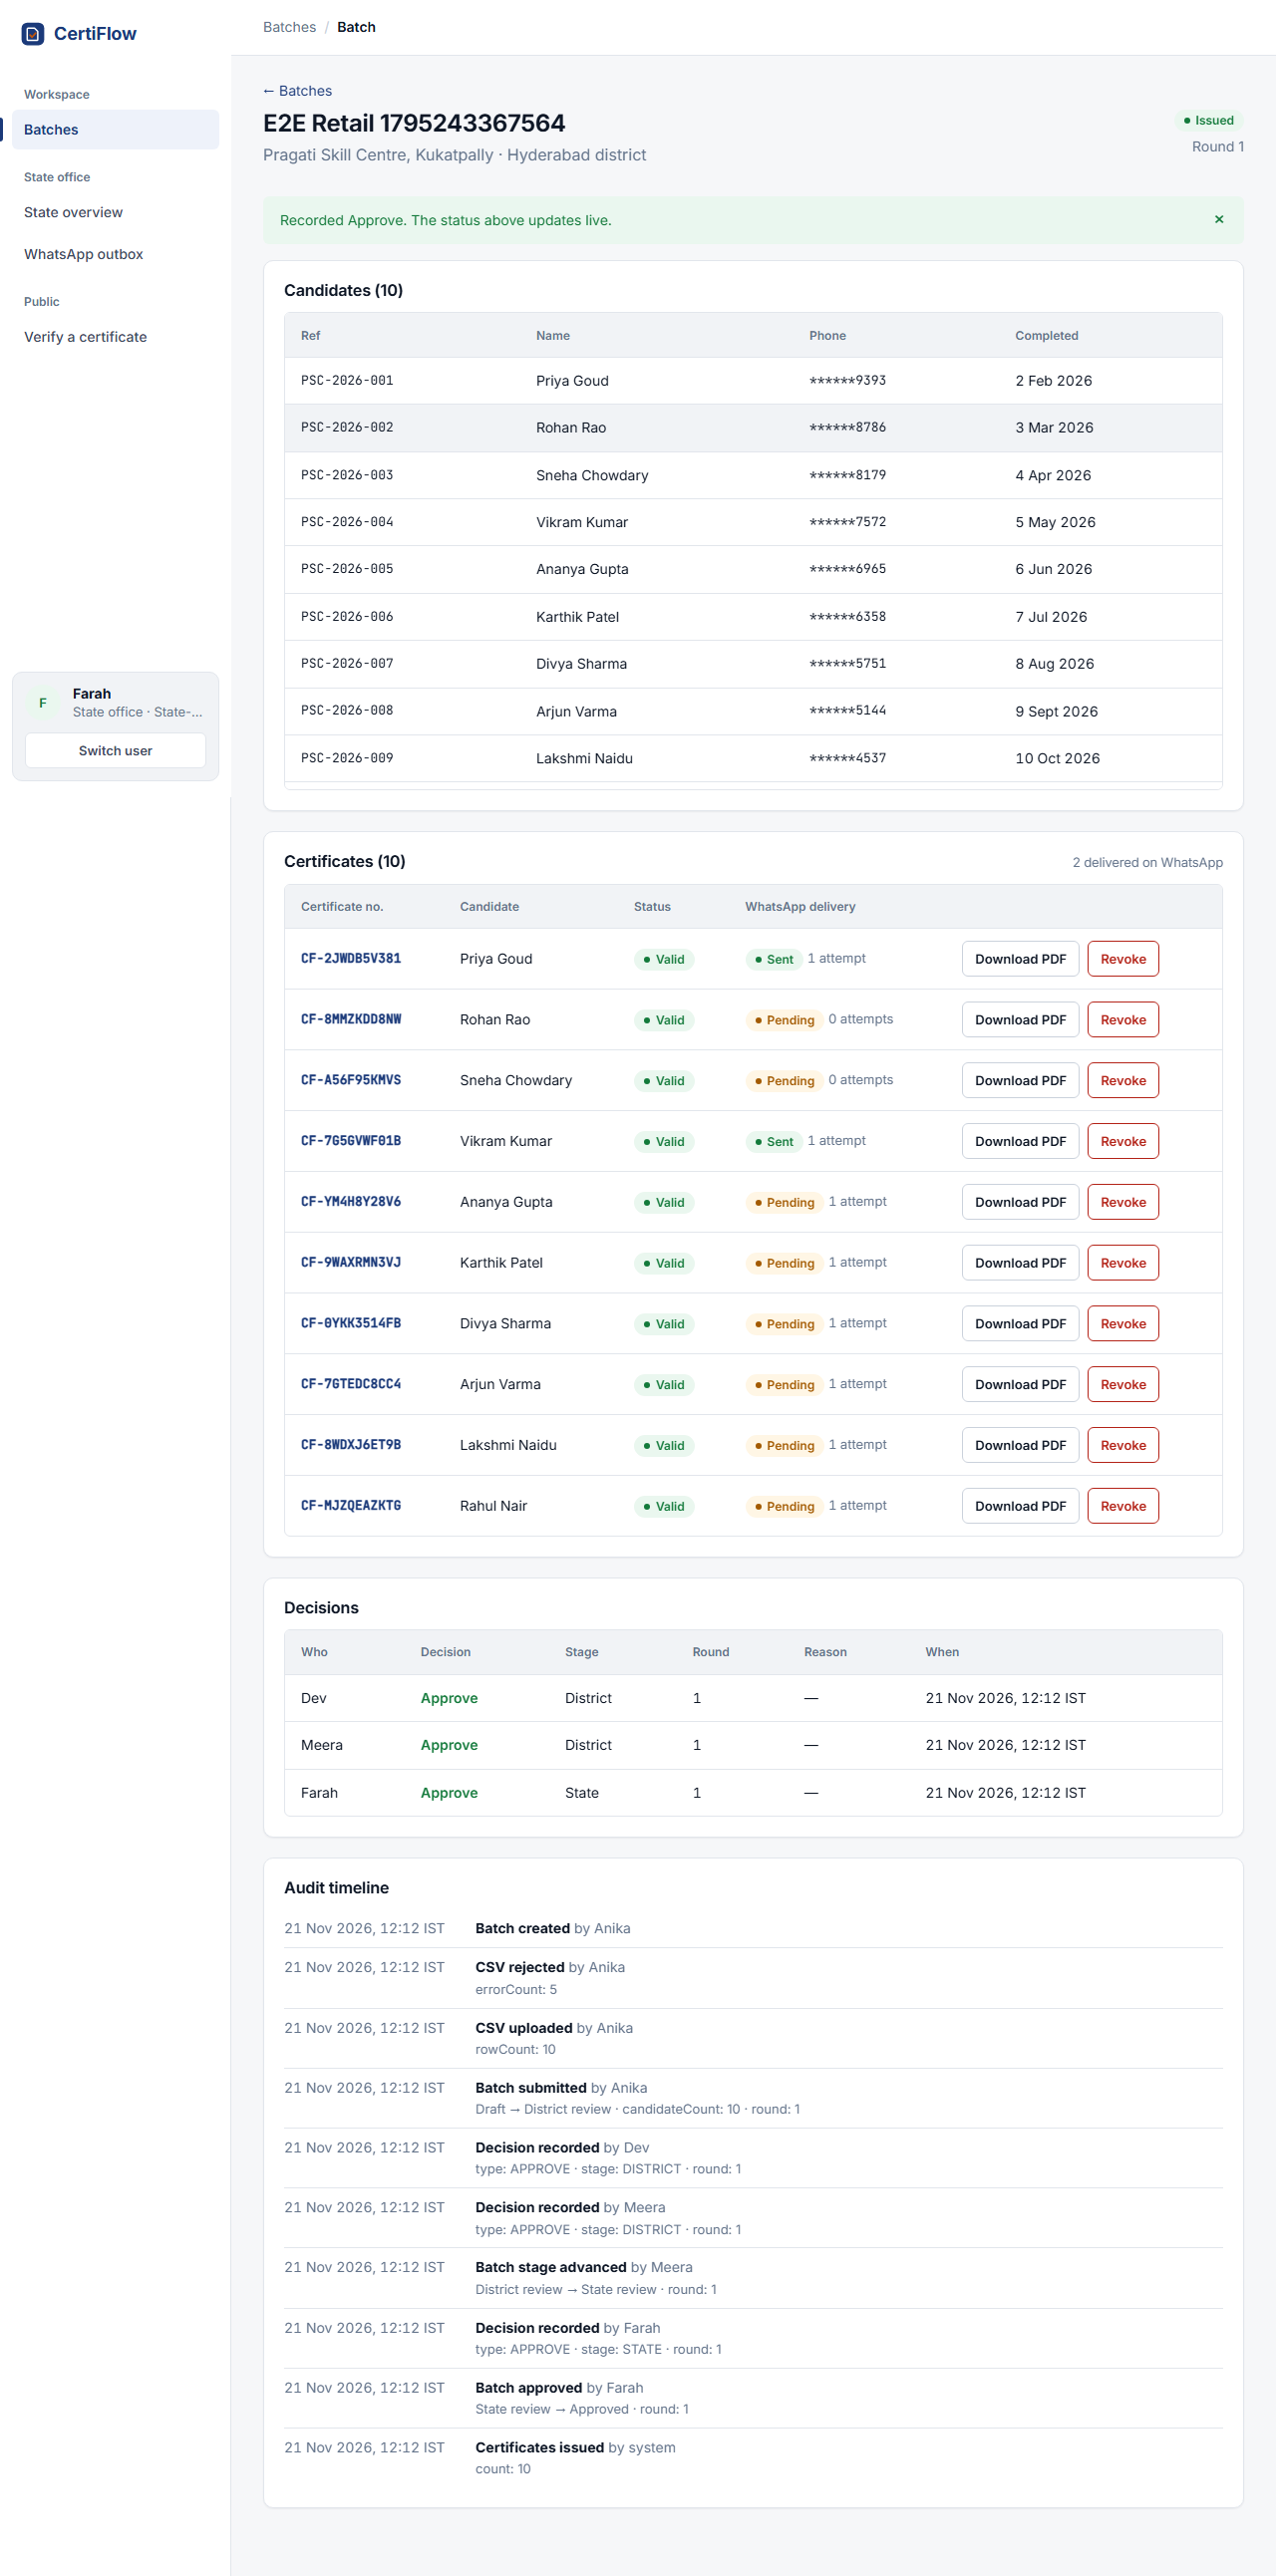 CertiFlow
Workspace
Batches
State office
State overview
WhatsApp outbox
Public
Verify a certificate
F
Farah
State office · State-...
Switch user
Batches / Batch
← Batches
E2E Retail 1795243367564
Issued
Pragati Skill Centre, Kukatpally · Hyderabad district
Round 1
Recorded Approve. The status above updates live. ×
Candidates (10)
Ref Name Phone Completed
PSC-2026-001 Priya Goud ******9393 2 Feb 2026
PSC-2026-002 Rohan Rao ******8786 3 Mar 2026
PSC-2026-003 Sneha Chowdary ******8179 4 Apr 2026
PSC-2026-004 Vikram Kumar ******7572 5 May 2026
PSC-2026-005 Ananya Gupta ******6965 6 Jun 2026
PSC-2026-006 Karthik Patel ******6358 7 Jul 2026
PSC-2026-007 Divya Sharma ******5751 8 Aug 2026
PSC-2026-008 Arjun Varma ******5144 9 Sept 2026
PSC-2026-009 Lakshmi Naidu ******4537 10 Oct 2026
Certificates (10) 2 delivered on WhatsApp
Certificate no. Candidate Status WhatsApp delivery
CF-2JWDB5V381 Priya Goud Valid Sent 1 attempt Download PDF Revoke
CF-8MMZKDD8NW Rohan Rao Valid Pending 0 attempts Download PDF Revoke
CF-A56F95KMVS Sneha Chowdary Valid Pending 0 attempts Download PDF Revoke
CF-7G5GVWF01B Vikram Kumar Valid Sent 1 attempt Download PDF Revoke
CF-YM4H8Y28V6 Ananya Gupta Valid Pending 1 attempt Download PDF Revoke
CF-9WAXRMN3VJ Karthik Patel Valid Pending 1 attempt Download PDF Revoke
CF-0YKK3514FB Divya Sharma Valid Pending 1 attempt Download PDF Revoke
CF-7GTEDC8CC4 Arjun Varma Valid Pending 1 attempt Download PDF Revoke
CF-8WDXJ6ET9B Lakshmi Naidu Valid Pending 1 attempt Download PDF Revoke
CF-MJZQEAZKTG Rahul Nair Valid Pending 1 attempt Download PDF Revoke
Decisions
Who Decision Stage Round Reason When
Dev Approve District 1 — 21 Nov 2026, 12:12 IST
Meera Approve District 1 — 21 Nov 2026, 12:12 IST
Farah Approve State 1 — 21 Nov 2026, 12:12 IST
Audit timeline
21 Nov 2026, 12:12 IST Batch created by Anika
21 Nov 2026, 12:12 IST CSV rejected by Anika
errorCount: 5
21 Nov 2026, 12:12 IST CSV uploaded by Anika
rowCount: 10
21 Nov 2026, 12:12 IST Batch submitted by Anika
Draft → District review · candidateCount: 10 · round: 1
21 Nov 2026, 12:12 IST Decision recorded by Dev
type: APPROVE · stage: DISTRICT · round: 1
21 Nov 2026, 12:12 IST Decision recorded by Meera
type: APPROVE · stage: DISTRICT · round: 1
21 Nov 2026, 12:12 IST Batch stage advanced by Meera
District review → State review · round: 1
21 Nov 2026, 12:12 IST Decision recorded by Farah
type: APPROVE · stage: STATE · round: 1
21 Nov 2026, 12:12 IST Batch approved by Farah
State review → Approved · round: 1
21 Nov 2026, 12:12 IST Certificates issued by system
count: 10